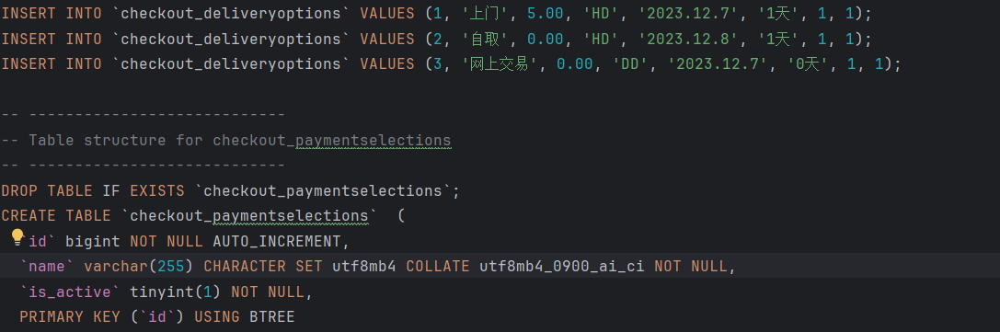 INSERT INTO `checkout_deliveryoptions` VALUES (1, '上门', 5.00, 'HD', '2023.12.7', '1天', 1, 1);
INSERT INTO `checkout_deliveryoptions` VALUES (2, '自取', 0.00, 'HD', '2023.12.8', '1天', 1, 1);
INSERT INTO `checkout_deliveryoptions` VALUES (3, '网上交易', 0.00, 'DD', '2023.12.7', '0天', 1, 1);
-- ----------------------------
-- Table structure for checkout_paymentselections
-- ----------------------------
DROP TABLE IF EXISTS `checkout_paymentselections`;
CREATE TABLE `checkout_paymentselections`  (
  `id` bigint NOT NULL AUTO_INCREMENT,
  `name` varchar(255) CHARACTER SET utf8mb4 COLLATE utf8mb4_0900_ai_ci NOT NULL,
  `is_active` tinyint(1) NOT NULL,
  PRIMARY KEY (`id`) USING BTREE